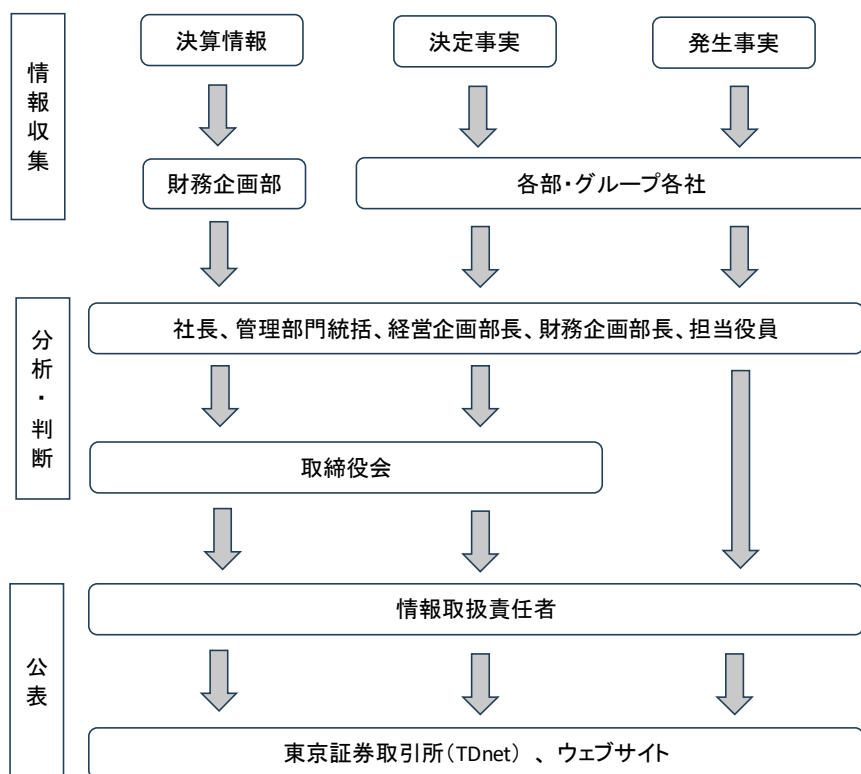 情報収集
決算情報
決定事実
発生事実
財務企画部
各部・グループ各社
分析・判断
社長、管理部門統括、経営企画部長、財務企画部長、担当役員
取締役会
公表
情報取扱責任者
東京証券取引所(TDnet) 、ウェブサイト